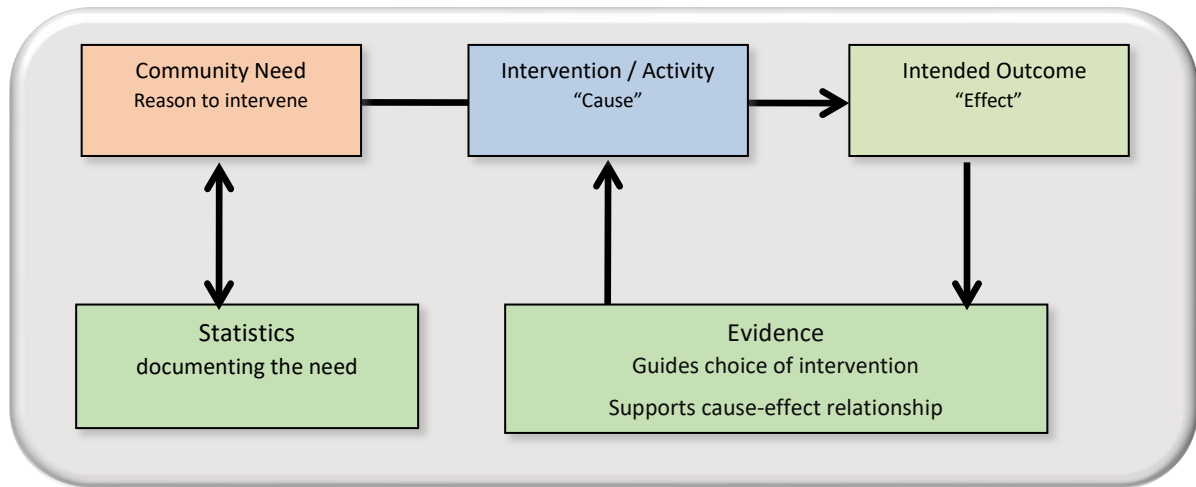 Community Need
Reason to intervene
Intervention / Activity
“Cause”
Intended Outcome
“Effect”
Statistics
documenting the need
Evidence
Guides choice of intervention
Supports cause-effect relationship